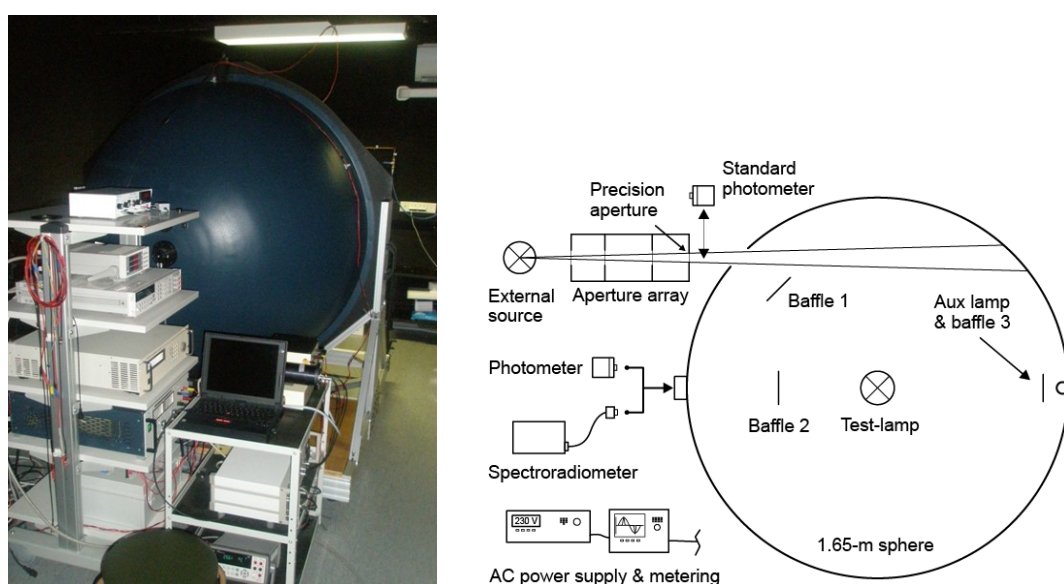 Standard
photometer
Precision
aperture
External
source
Aperture array
Baffle 1
Aux lamp
& baffle 3
Photometer
Baffle 2
Test-lamp
Spectroradiometer
230 V
1.65-m sphere
AC power supply & metering